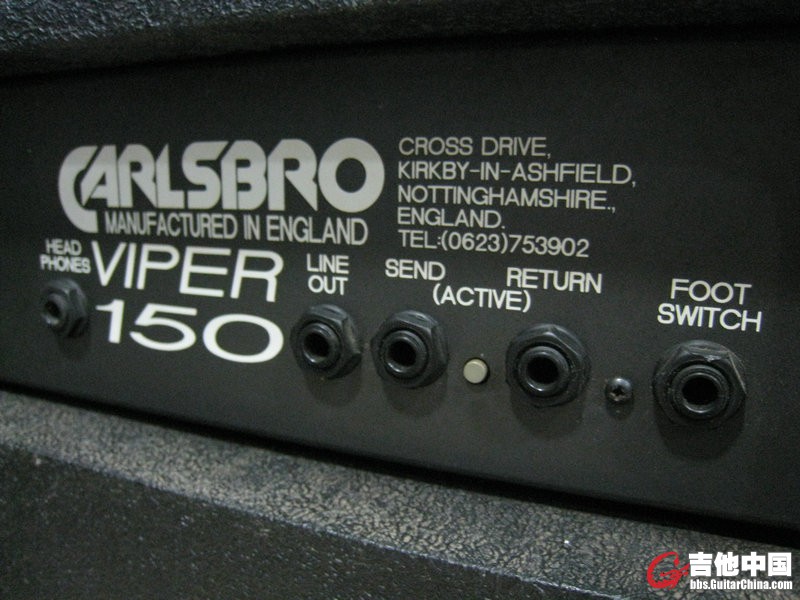 CARLSBRO
MANUFACTURED IN ENGLAND
CROSS DRIVE,
KIRKBY-IN-ASHFIELD,
NOTTINGHAMSHIRE.,
ENGLAND.
TEL:(0623)753902
HEAD
PHONES
VIPER
150
LINE
OUT
SEND
RETURN
(ACTIVE)
FOOT
SWITCH
吉他中国
bbs.GuitarChina.com